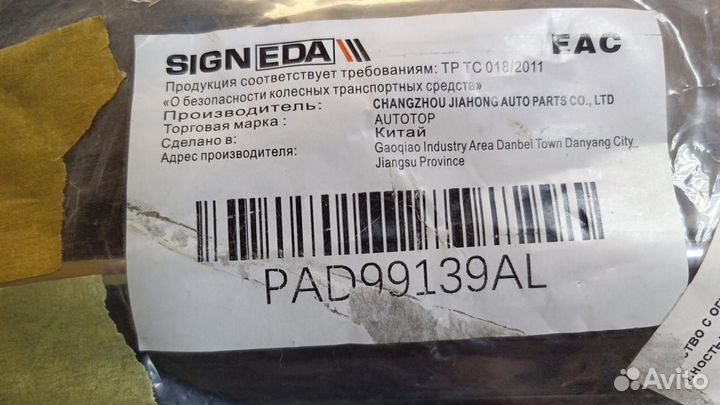 SIGNEDA
EAC
Продукция соответствует требованиям: ТР ТС 018/2011
«О безопасности колесных транспортных средств»
Производитель: CHANGZHOU JIAHONG AUTO PARTS CO., LTD
Торговая марка : AUTOTOP
Сделано в: Китай
Адрес производителя: Gaoqiao Industry Area Danbei Town Danyang City
Jiangsu Province
PAD99139AL
Avito